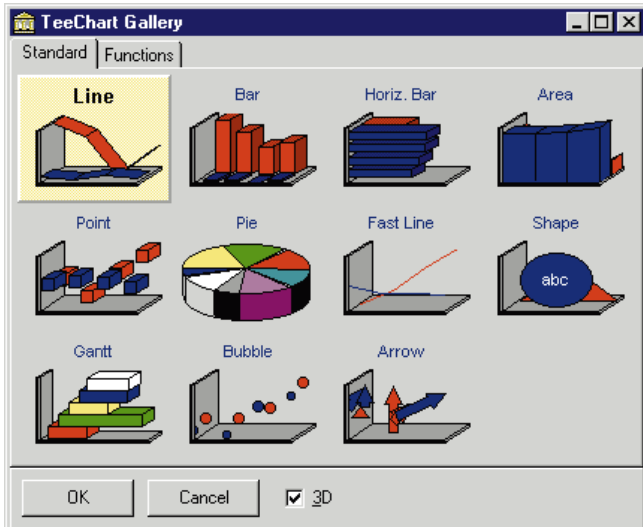 TeeChart Gallery
Standard Functions
Line Bar Horiz. Bar Area
Point Pie Fast Line Shape
abc
Gantt Bubble Arrow
OK Cancel 3D